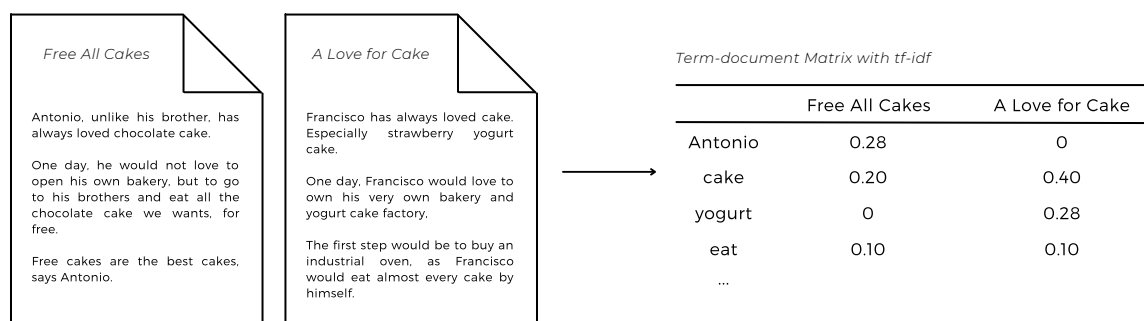 Free All Cakes
Antonio, unlike his brother, has
always loved chocolate cake.
One day, he would not love to
open his own bakery, but to go
to his brothers and eat all the
chocolate cake we wants, for
free.
Free cakes are the best cakes,
says Antonio.
A Love for Cake
Francisco has always loved cake.
Especially strawberry yogurt
cake.
One day, Francisco would love to
own his very own bakery and
yogurt cake factory,
The first step would be to buy an
industrial oven, as Francisco
would eat almost every cake by
himself.
Term-document Matrix with tf-idf
Free All Cakes A Love for Cake
Antonio 0.28 0
cake 0.20 0.40
yogurt 0 0.28
eat 0.10 0.10
...